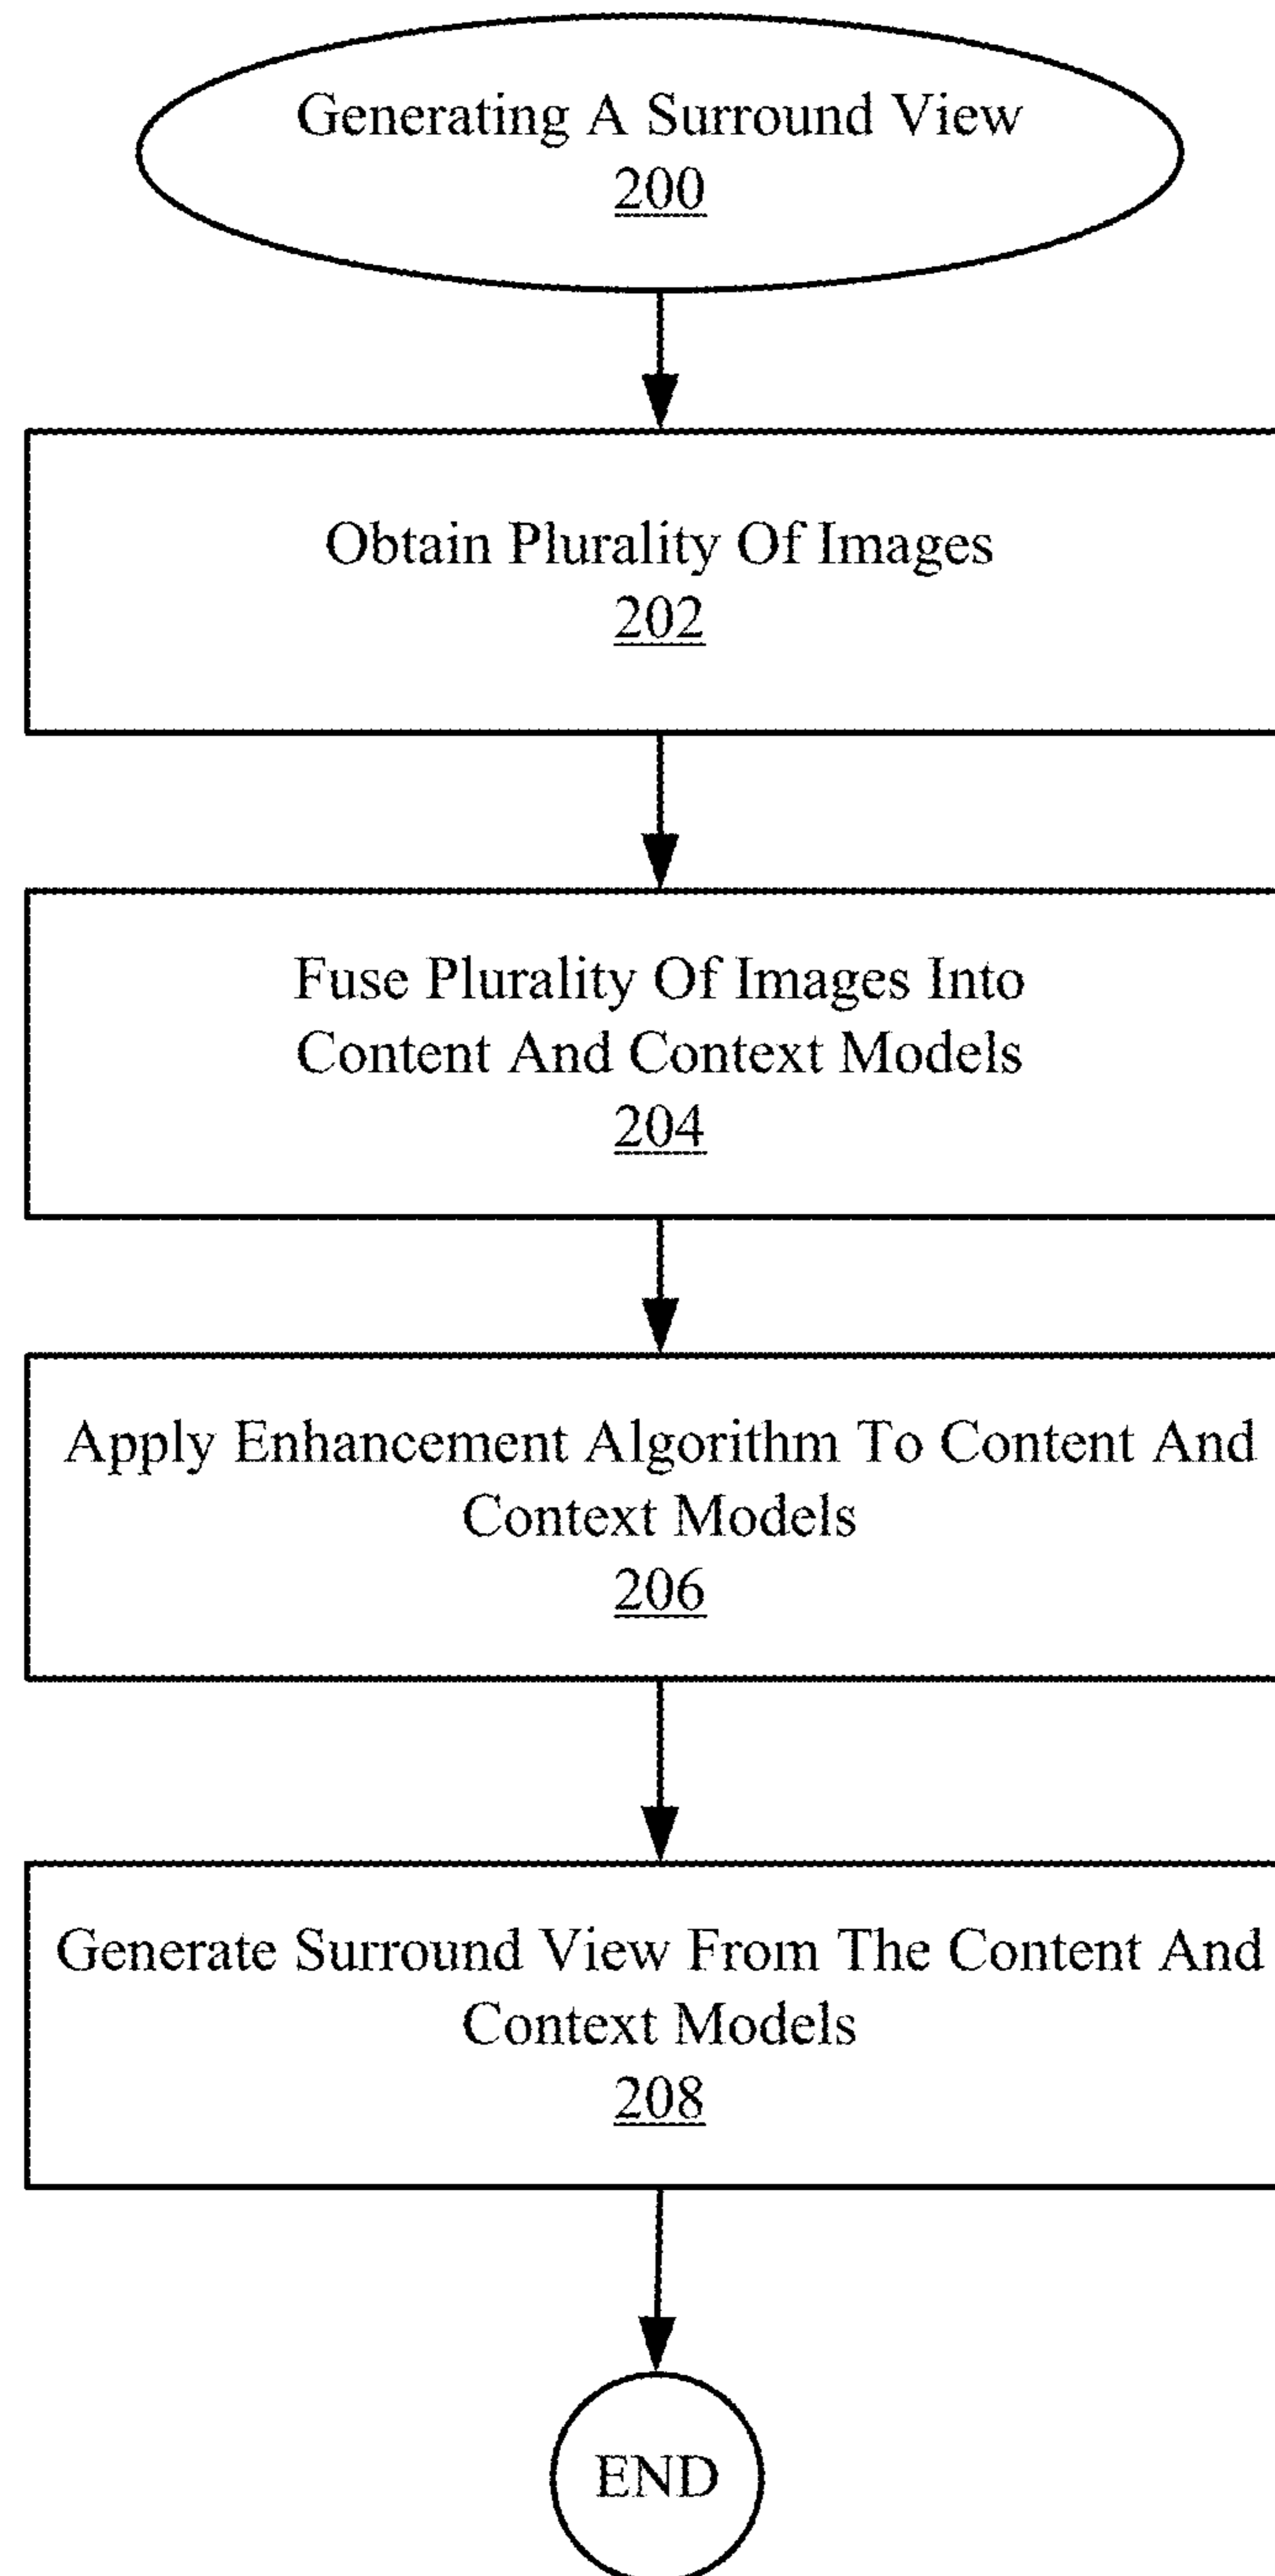 Generating A Surround View
200
Obtain Plurality Of Images
202
Fuse Plurality Of Images Into
Content And Context Models
204
Apply Enhancement Algorithm To Content And
Context Models
206
Generate Surround View From The Content And
Context Models
208
END